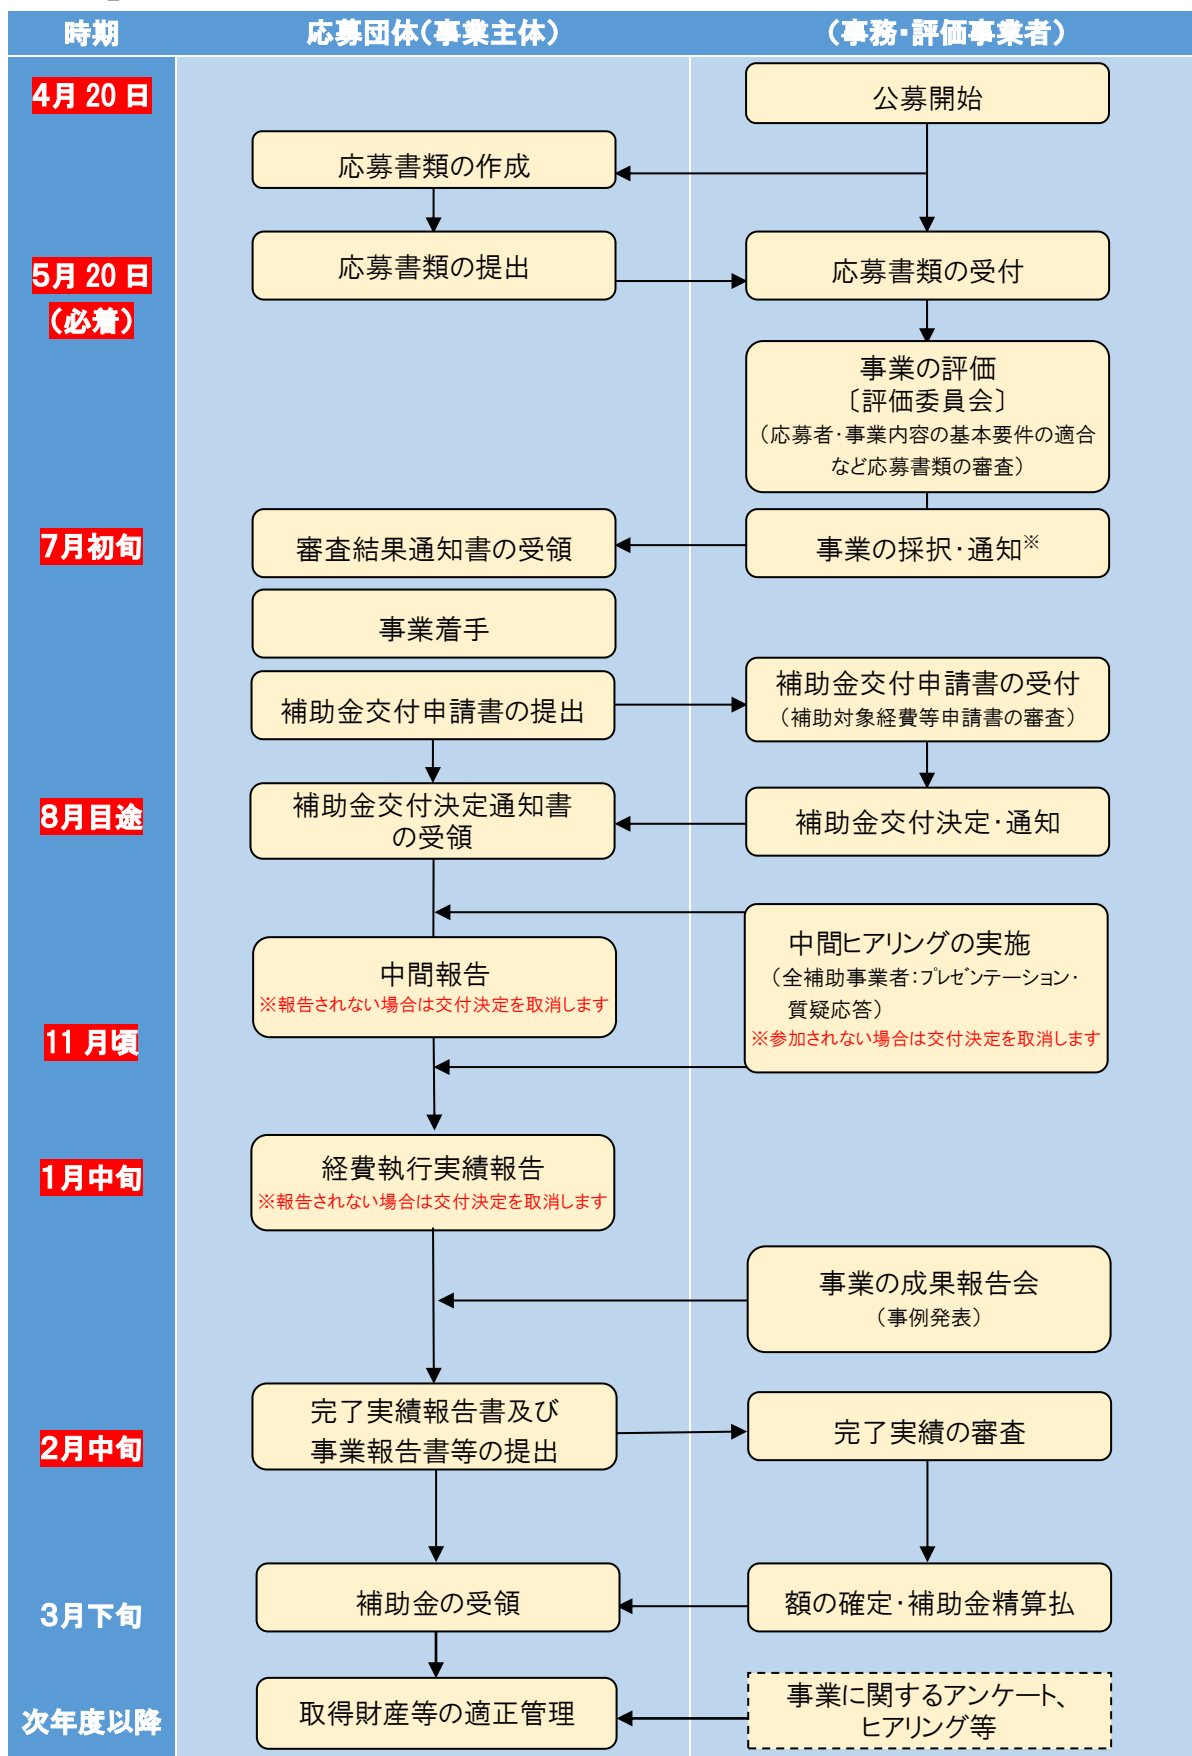 時期
応募団体（事業主体）
（事務・評価事業者）
4月 20 日
公募開始
応募書類の作成
5月 20 日
（必着）
応募書類の提出
応募書類の受付
事業の評価
〔評価委員会〕
（応募者・事業内容の基本要件の適合
など応募書類の審査）
7月初旬
審査結果通知書の受領
事業の採択・通知※
事業着手
補助金交付申請書の提出
補助金交付申請書の受付
（補助対象経費等申請書の審査）
8月目途
補助金交付決定通知書
の受領
補助金交付決定・通知
中間ヒアリングの実施
（全補助事業者：プレゼンテーション・
質疑応答）
※参加されない場合は交付決定を取消します
中間報告
※報告されない場合は交付決定を取消します
11 月頃
1月中旬
経費執行実績報告
※報告されない場合は交付決定を取消します
事業の成果報告会
（事例発表）
2月中旬
完了実績報告書及び
事業報告書等の提出
完了実績の審査
3月下旬
補助金の受領
額の確定・補助金精算払
次年度以降
取得財産等の適正管理
事業に関するアンケート、
ヒアリング等